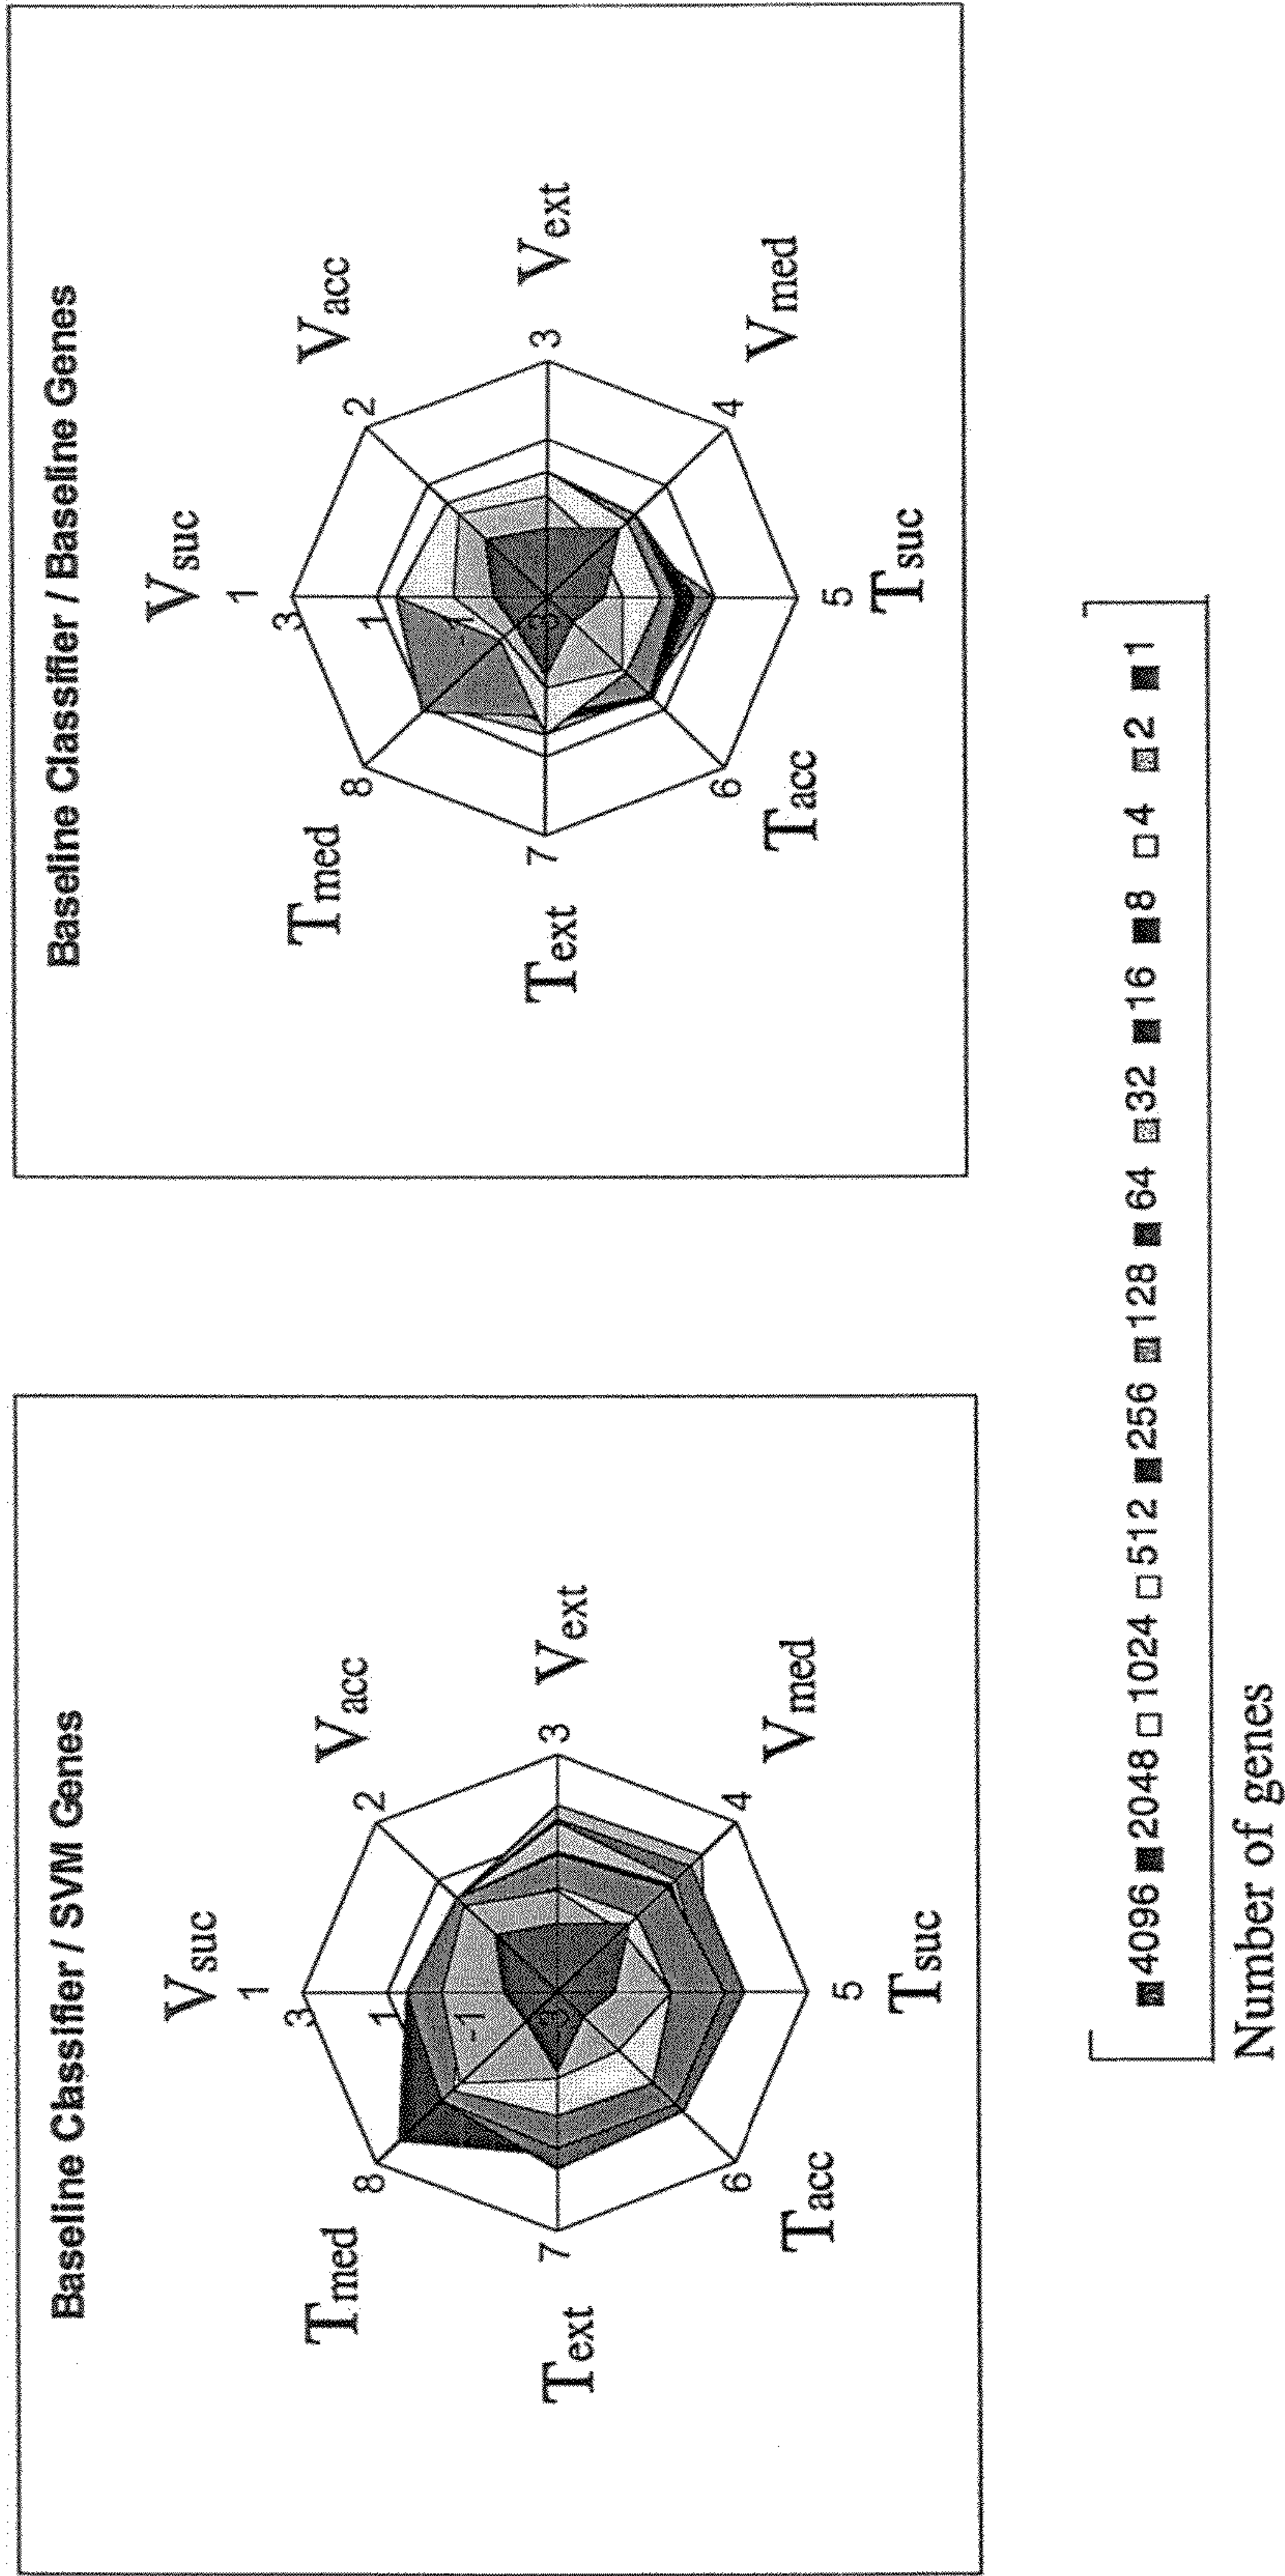 Baseline Classifier / SVM Genes
Vsuc
1
Tmed
8
3
2
Vacc
1
-1
-3
Text
7
3
Vext
6
Tacc
4
Vmed
5
Tsuc
Baseline Classifier / Baseline Genes
Vsuc
1
Tmed
8
3
2
Vacc
1
-1
Text
7
3
Vext
6
Tacc
4
Vmed
5
Tsuc
4096 2048 1024 512 256 128 64 32 16 8 4 2 1
Number of genes